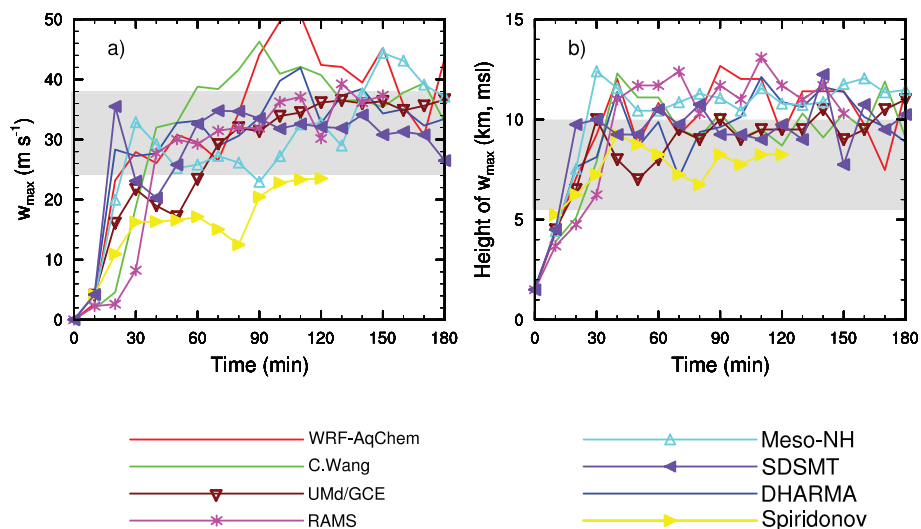 a)
w_max (m s⁻¹)
50
40
30
20
10
0
0 30 60 90 120 150 180
Time (min)
b)
Height of w_max (km, msl)
15
10
5
0
0 30 60 90 120 150 180
Time (min)
WRF-AqChem
C.Wang
UMd/GCE
RAMS
Meso-NH
SDSMT
DHARMA
Spiridonov